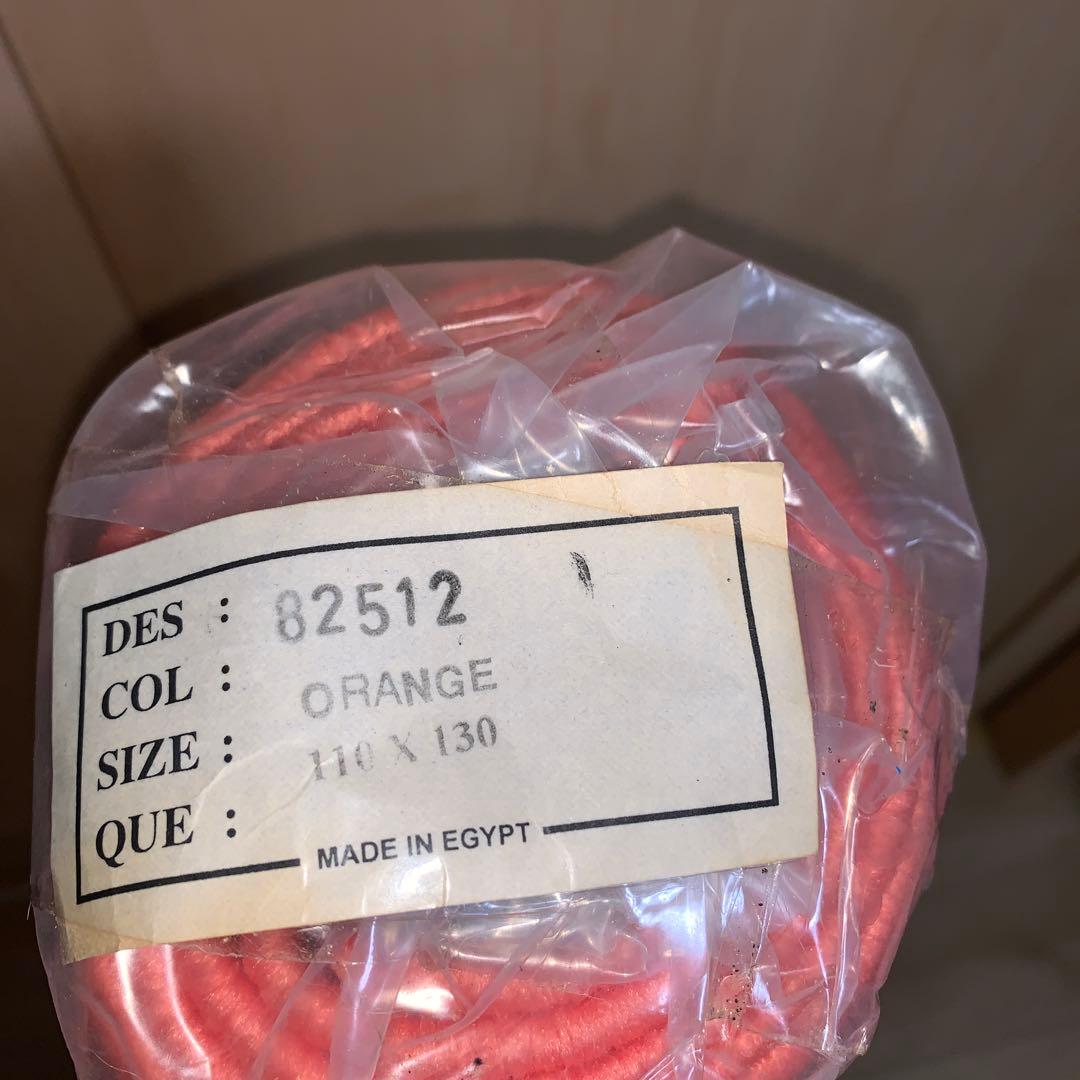 DES : 82512
COL : ORANGE
SIZE : 110 X 130
QUE :
MADE IN EGYPT